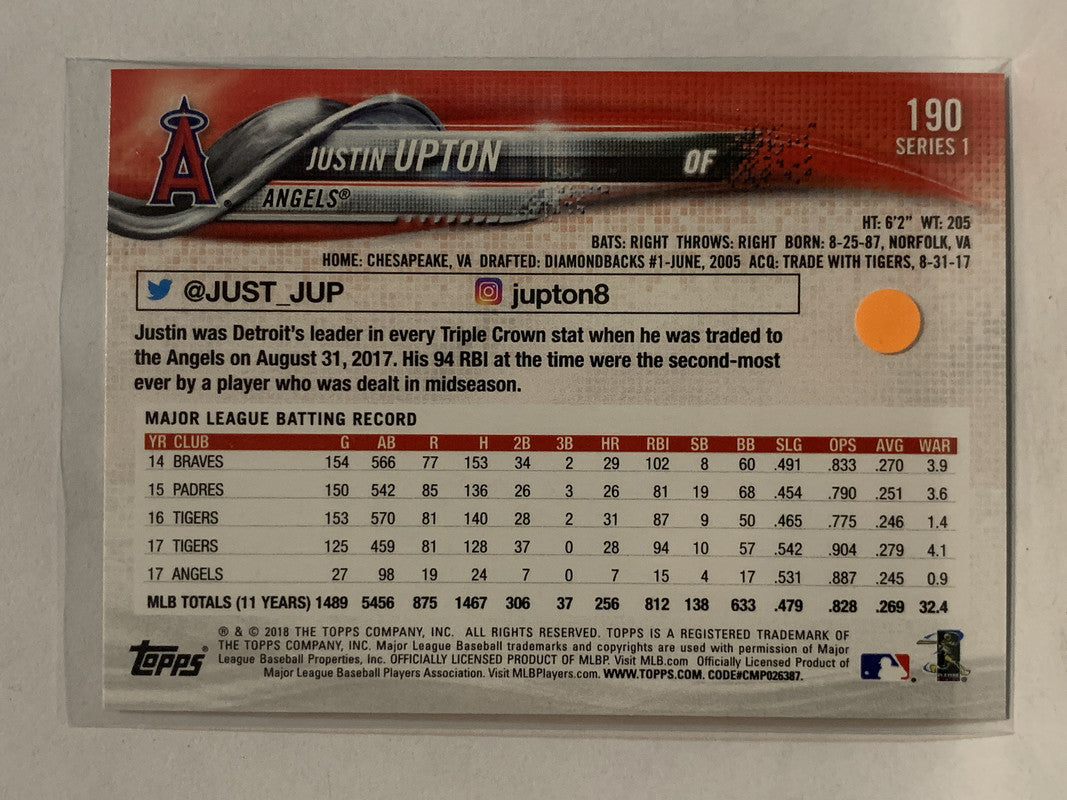 190
SERIES 1
A
JUSTIN UPTON OF
ANGELS®
HT: 6'2" WT: 205
BATS: RIGHT THROWS: RIGHT BORN: 8-25-87, NORFOLK, VA
HOME: CHESAPEAKE, VA DRAFTED: DIAMONDBACKS #1-JUNE, 2005 ACQ: TRADE WITH TIGERS, 8-31-17
@JUST_JUP jupton8
Justin was Detroit's leader in every Triple Crown stat when he was traded to
the Angels on August 31, 2017. His 94 RBI at the time were the second-most
ever by a player who was dealt in midseason.
MAJOR LEAGUE BATTING RECORD
YR CLUB G AB R H 2B 3B HR RBI SB BB SLG OPS AVG WAR
14 BRAVES 154 566 77 153 34 2 29 102 8 60 .491 .833 .270 3.9
15 PADRES 150 542 85 136 26 3 26 81 19 68 .454 .790 .251 3.6
16 TIGERS 153 570 81 140 28 2 31 87 9 50 .465 .775 .246 1.4
17 TIGERS 125 459 81 128 37 0 28 94 10 57 .542 .904 .279 4.1
17 ANGELS 27 98 19 24 7 0 7 15 4 17 .531 .887 .245 0.9
MLB TOTALS (11 YEARS) 1489 5456 875 1467 306 37 256 812 138 633 .479 .828 .269 32.4
® & © 2018 THE TOPPS COMPANY, INC. ALL RIGHTS RESERVED. TOPPS IS A REGISTERED TRADEMARK OF
THE TOPPS COMPANY, INC. Major League Baseball trademarks and copyrights are used with permission of Major
League Baseball Properties, Inc. OFFICIALLY LICENSED PRODUCT OF MLBP. Visit MLB.com Officially Licensed Product of
Major League Baseball Players Association. Visit MLBPlayers.com. WWW.TOPPS.COM. CODE#CMP026387.
topps®